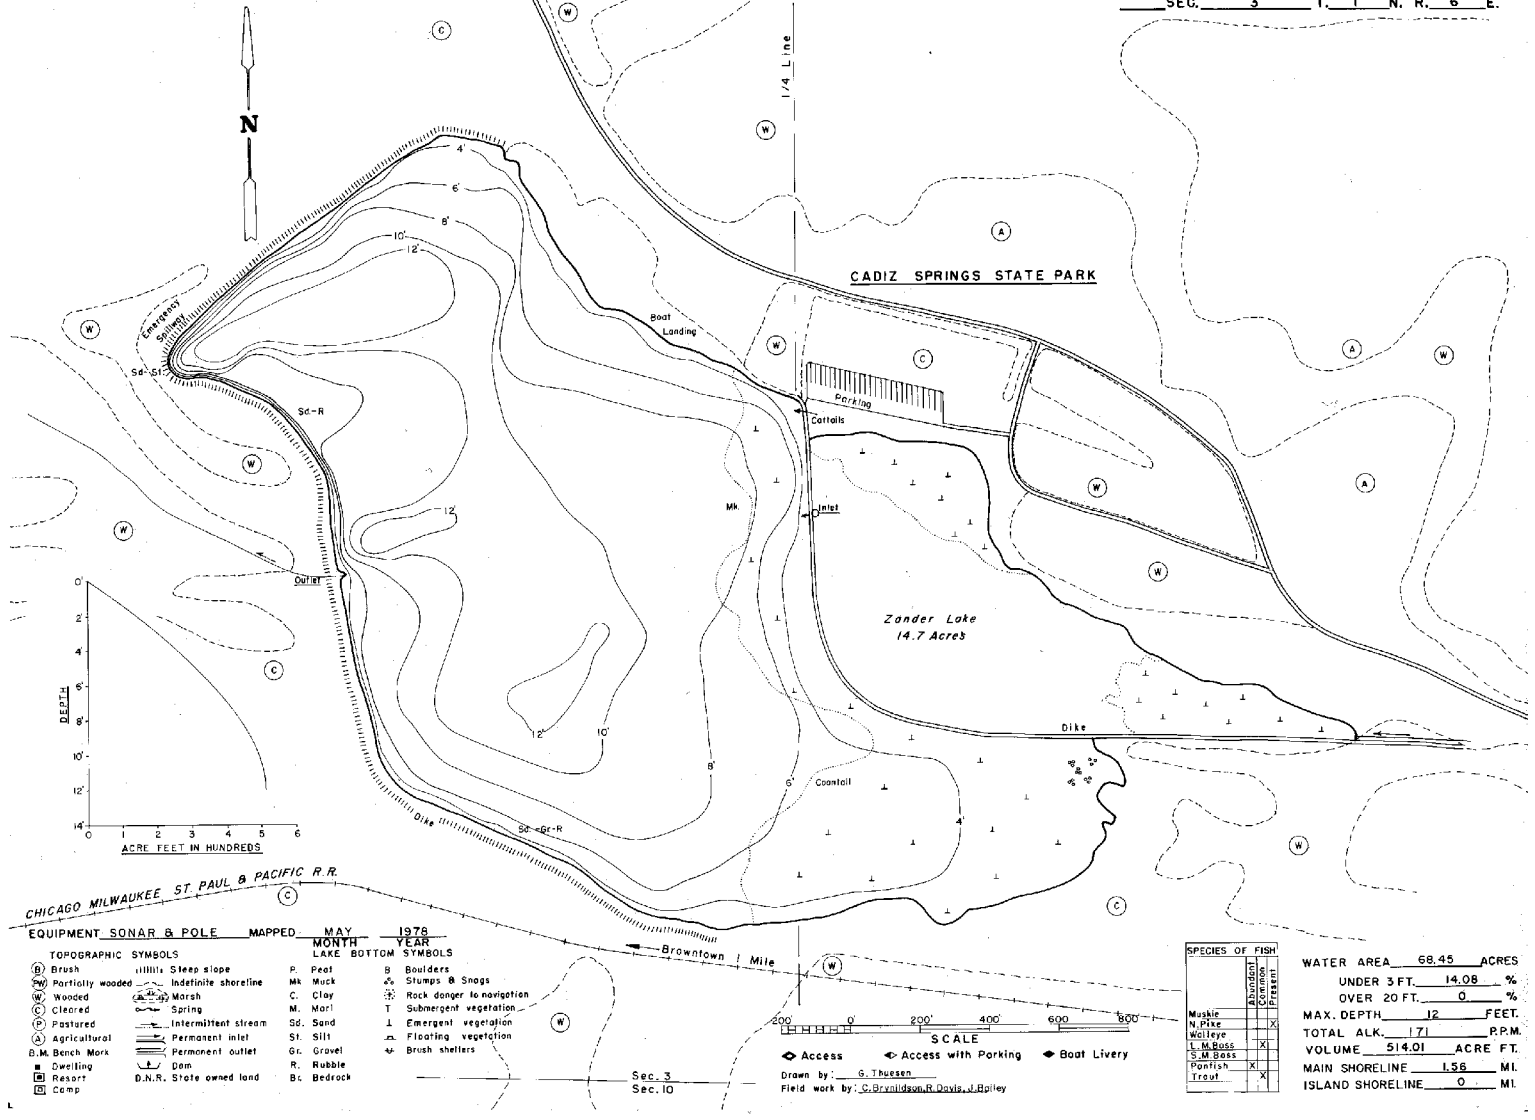 SEC. 3 T. 1 N. R. 6 E.
W
C
1/4 Line
W
N
4'
6'
8'
10'
12'
A
CADIZ SPRINGS STATE PARK
Emergency
Spillway
W
Boat
Landing
W
C
A
W
Sd-St
Sd.-R
Parking
Cattails
W
W
A
Mk.
Inlet
12'
W
Outlet
W
Zander Lake
14.7 Acres
C
Dike
12'
10'
8'
6'
Coontail
4'
Dike
Sd.-Gr-R
W
0'
2'
4'
6'
8'
10'
12'
14'
DEPTH
0 1 2 3 4 5 6
ACRE FEET IN HUNDREDS
CHICAGO MILWAUKEE ST. PAUL & PACIFIC R.R.
C
C
EQUIPMENT SONAR & POLE MAPPED MAY 1978
MONTH YEAR
Browntown 1 Mile
W
W
TOPOGRAPHIC SYMBOLS
B Brush
PW Partially wooded
W Wooded
C Cleared
P Pastured
A Agricultural
B.M. Bench Mark
Dwelling
Resort
Camp
Steep slope
Indefinite shoreline
Marsh
Spring
Intermittent stream
Permanent inlet
Permanent outlet
Dam
D.N.R. State owned land
LAKE BOTTOM SYMBOLS
P. Peat
Mk Muck
C. Clay
M. Marl
Sd. Sand
St. Silt
Gr. Gravel
R. Rubble
Br. Bedrock
B Boulders
Stumps & Snags
Rock danger to navigation
T Submergent vegetation
Emergent vegetation
Floating vegetation
Brush shelters
Sec. 3
Sec. 10
200' 0' 200' 400' 600' 800'
SCALE
Access Access with Parking Boat Livery
Drawn by: G. Thuesen
Field work by: C. Brynildson, R. Davis, J. Bailey
SPECIES OF FISH
Abundant
Common
Present
Muskie
N. Pike X
Walleye
L.M.Bass X
S.M.Bass
Panfish X
Trout X
WATER AREA 68.45 ACRES
UNDER 3 FT. 14.08 %
OVER 20 FT. 0 %
MAX. DEPTH 12 FEET.
TOTAL ALK. 171 P.P.M.
VOLUME 514.01 ACRE FT.
MAIN SHORELINE 1.56 MI.
ISLAND SHORELINE 0 MI.